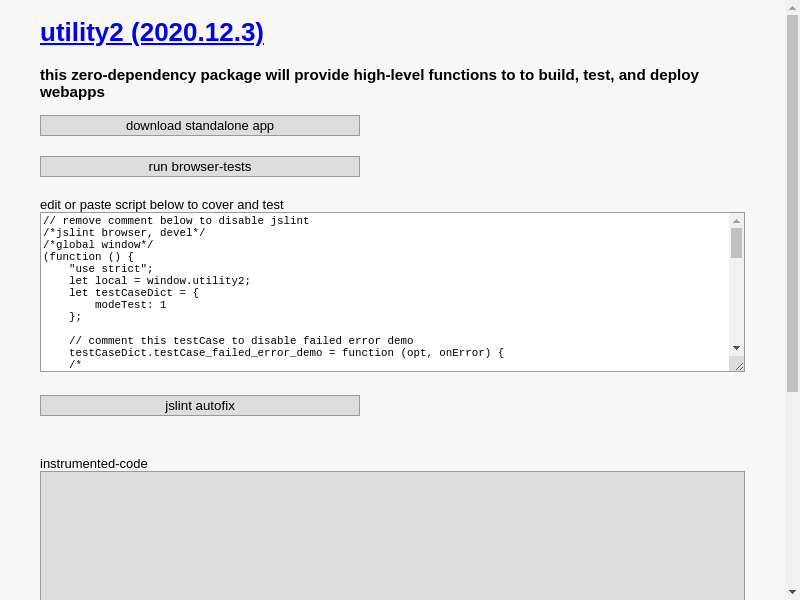 utility2 (2020.12.3)
this zero-dependency package will provide high-level functions to to build, test, and deploy
webapps
download standalone app
run browser-tests
edit or paste script below to cover and test
// remove comment below to disable jslint
/*jslint browser, devel*/
/*global window*/
(function () {
    "use strict";
    let local = window.utility2;
    let testCaseDict = {
        modeTest: 1
    };

    // comment this testCase to disable failed error demo
    testCaseDict.testCase_failed_error_demo = function (opt, onError) {
    /*
jslint autofix
instrumented-code